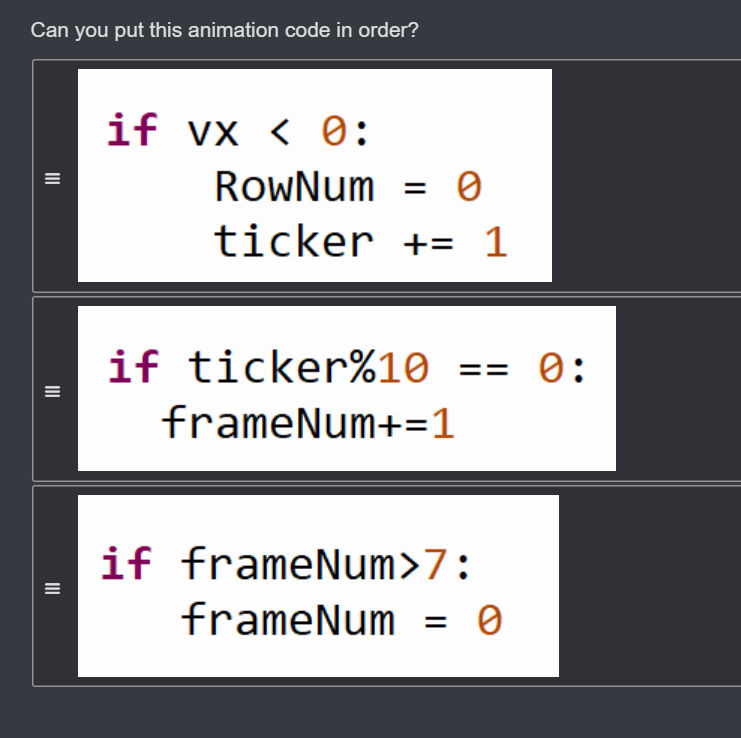 Can you put this animation code in order?
if vx < 0:
RowNum = 0
ticker += 1
if ticker%10 == 0:
frameNum+=1
if frameNum>7:
frameNum = 0